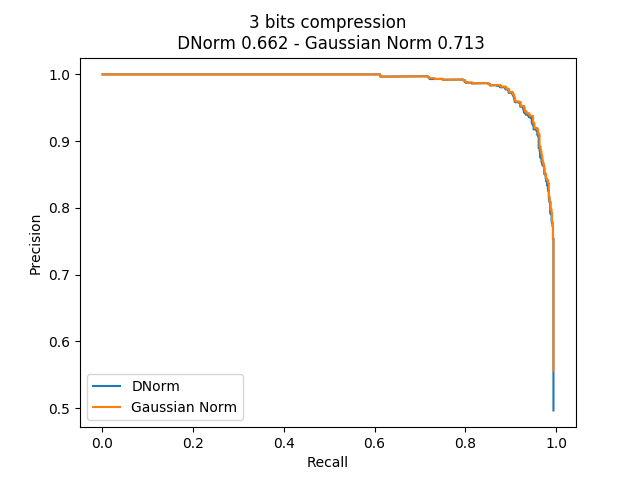 3 bits compression
DNorm 0.662 - Gaussian Norm 0.713
1.0
0.9
0.8
0.7
0.6
0.5
Precision
DNorm
Gaussian Norm
0.0 0.2 0.4 0.6 0.8 1.0
Recall